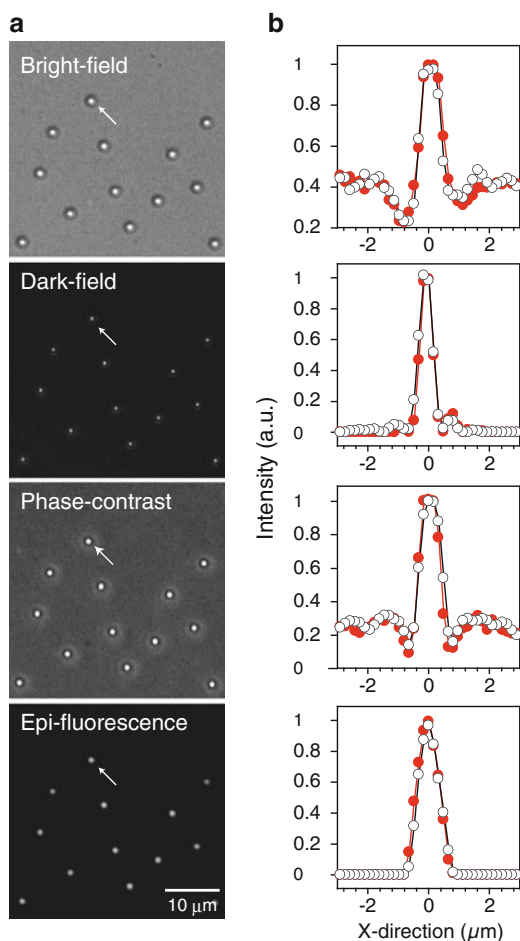 a
Bright-field
Dark-field
Phase-contrast
Epi-fluorescence
10 μm
b
Intensity (a.u.)
1
0.8
0.6
0.4
0.2
-2 0 2
1
0.8
0.6
0.4
0.2
0
-2 0 2
1
0.8
0.6
0.4
0.2
0
-2 0 2
1
0.8
0.6
0.4
0.2
0
-2 0 2
X-direction (μm)